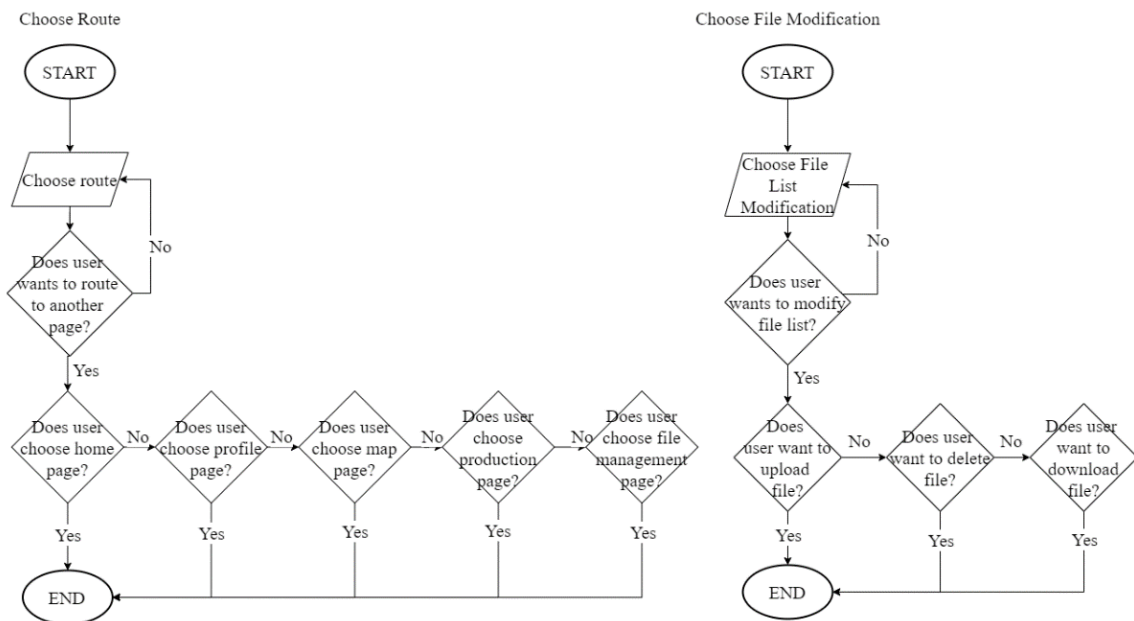 Choose Route
START
Choose route
No
Does user
wants to route
to another
page?
Yes
Does user
choose home
page?
No
Does user
choose profile
page?
No
Does user
choose map
page?
No
Does user
choose
production
page?
No
Does user
choose file
management
page?
Yes
Yes
Yes
Yes
Yes
END
Choose File Modification
START
Choose File
List
Modification
No
Does user
wants to modify
file list?
Yes
Does
user want to
upload
file?
No
Does user
want to delete
file?
No
Does user
want to
download
file?
Yes
Yes
Yes
END